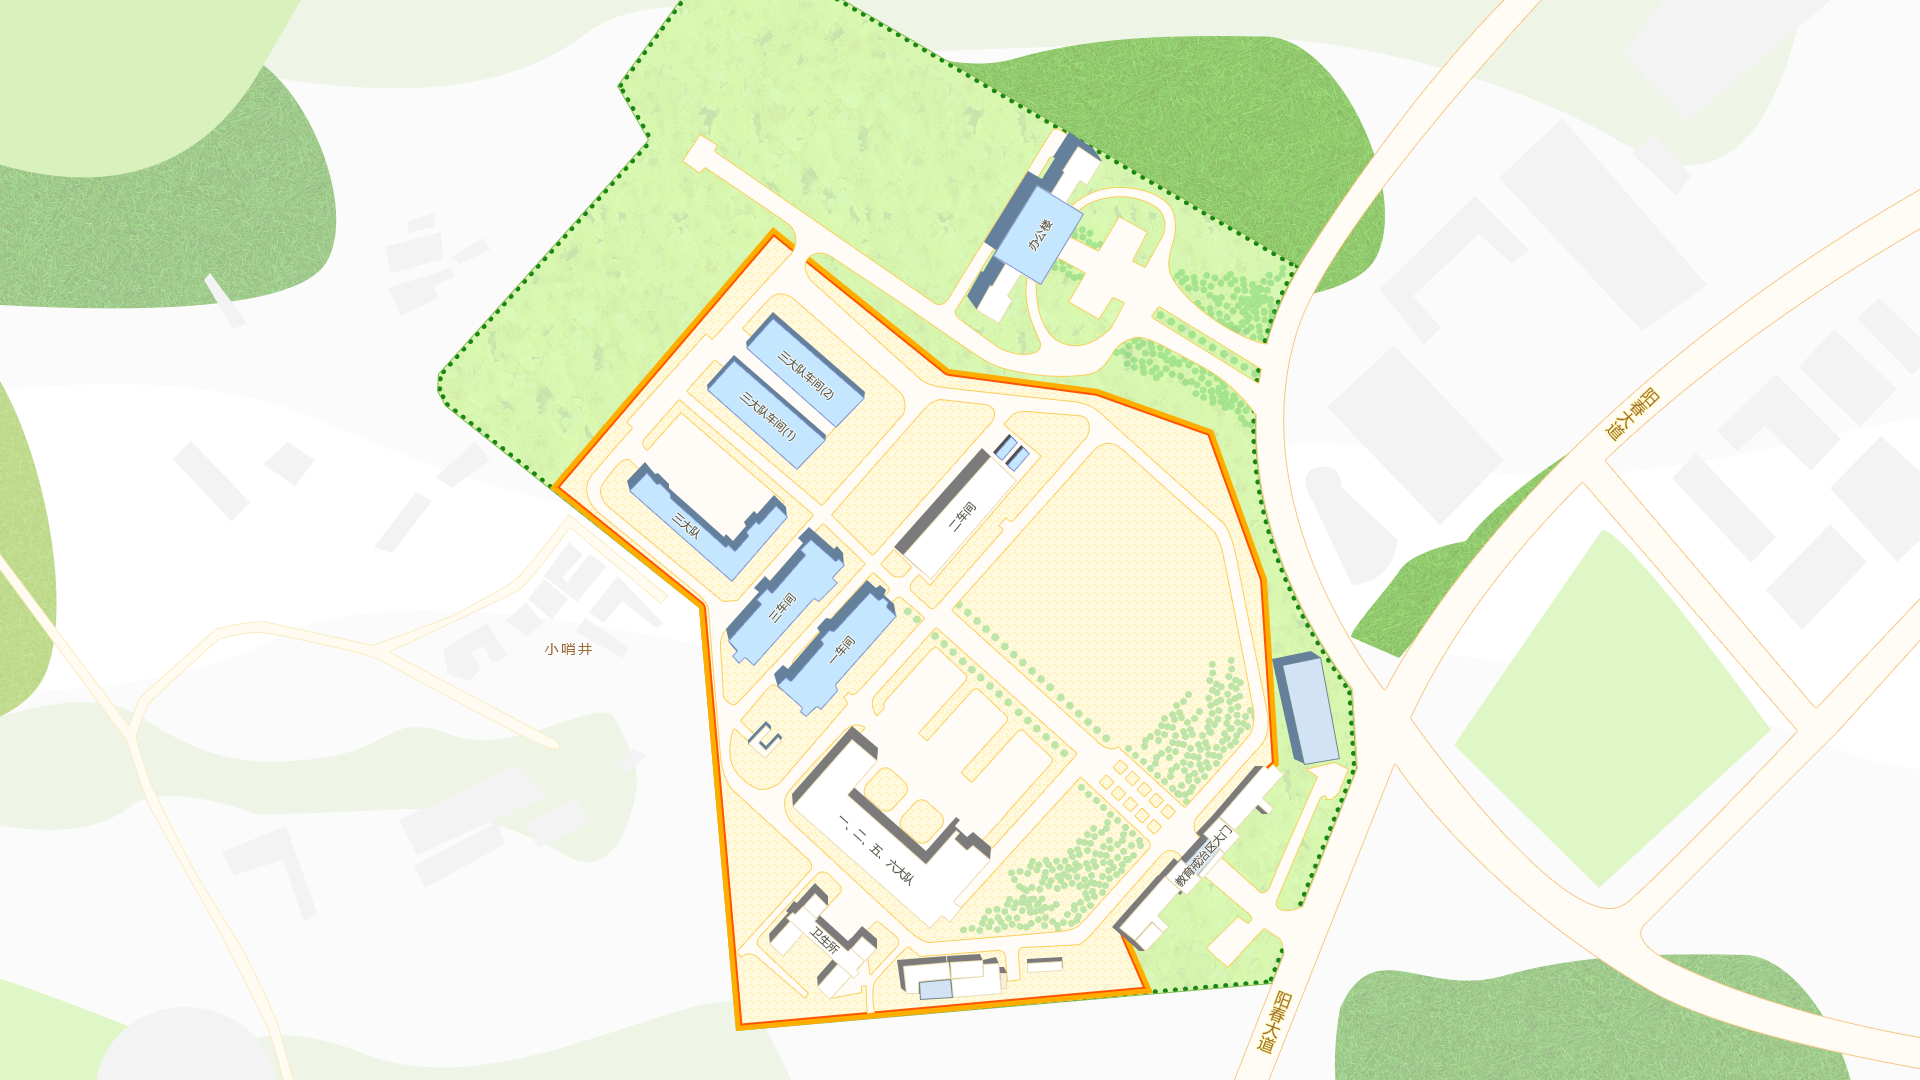 办公楼
三大队车间(2)
三大队车间(1)
阳春大道
二车间
三大队
三车间
一车间
小哨井
一、二、五、六大队
教育戒治区大门
卫生所
阳春大道